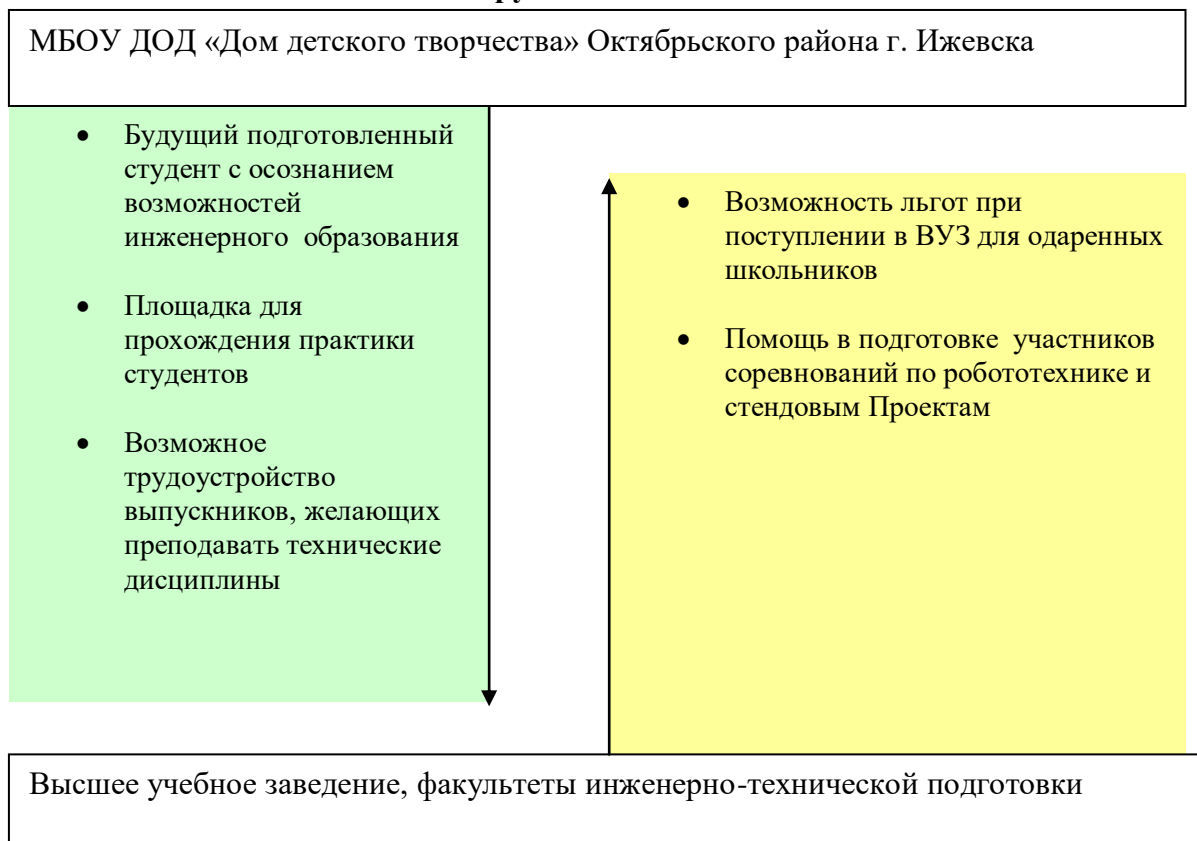 МБОУ ДОД «Дом детского творчества» Октябрьского района г. Ижевска
• Будущий подготовленный
студент с осознанием
возможностей
инженерного образования
• Площадка для
прохождения практики
студентов
• Возможное
трудоустройство
выпускников, желающих
преподавать технические
дисциплины
• Возможность льгот при
поступлении в ВУЗ для одаренных
школьников
• Помощь в подготовке участников
соревнований по робототехнике и
стендовым Проектам
Высшее учебное заведение, факультеты инженерно-технической подготовки